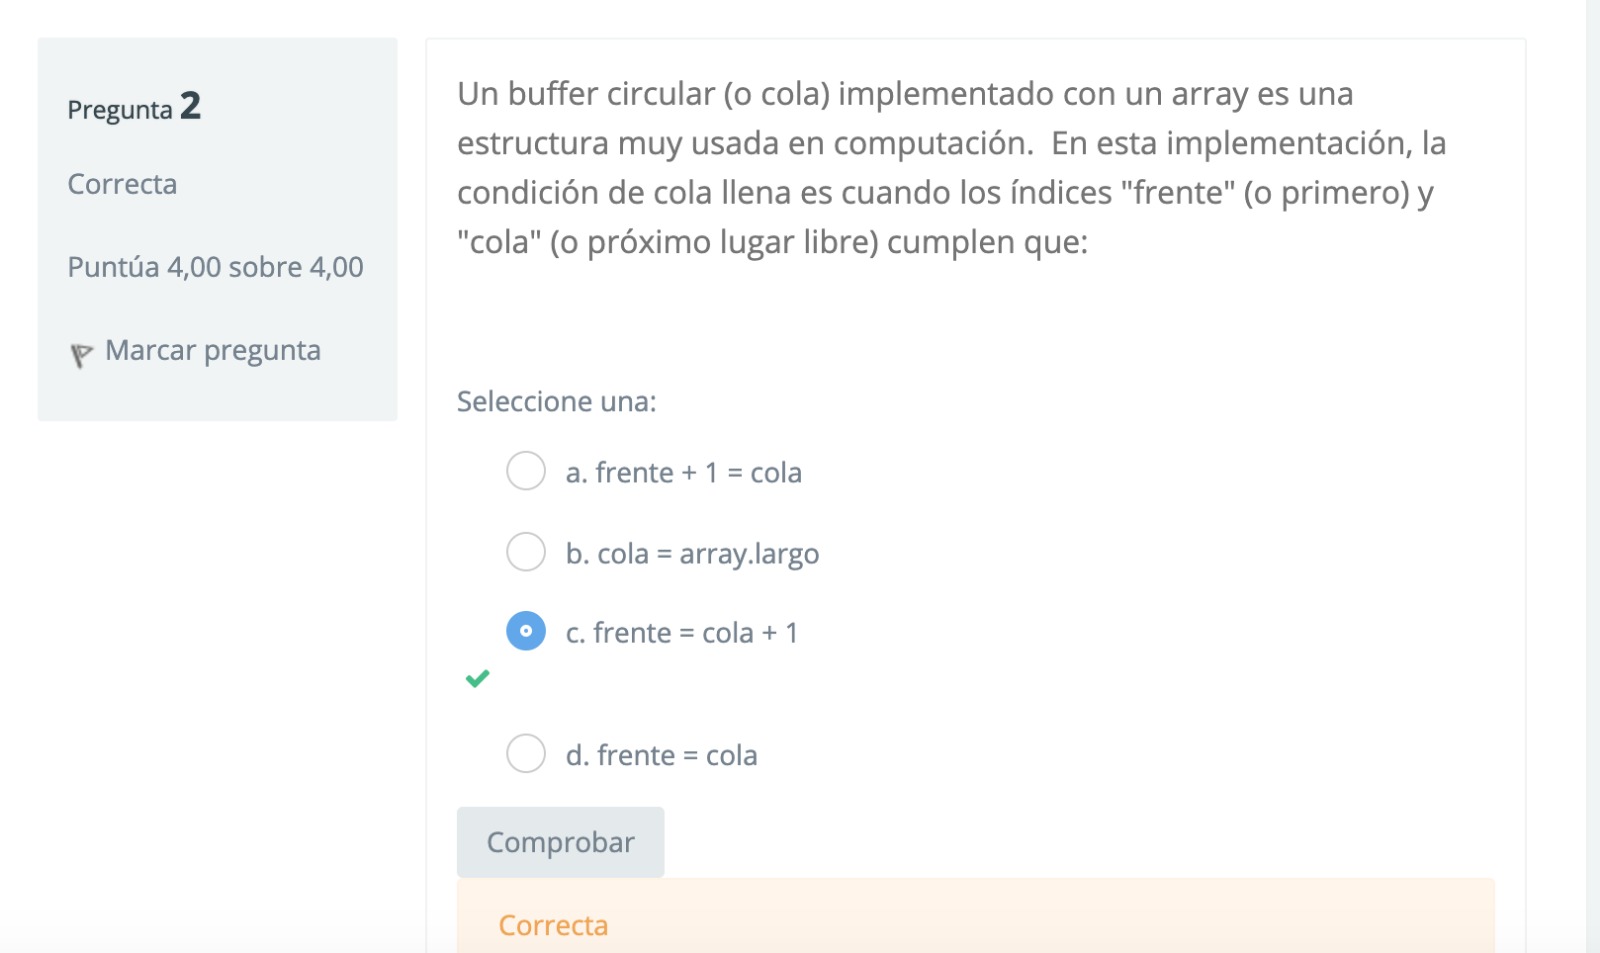 Pregunta 2
Correcta
Puntúa 4,00 sobre 4,00
Marcar pregunta
Un buffer circular (o cola) implementado con un array es una
estructura muy usada en computación.  En esta implementación, la
condición de cola llena es cuando los índices "frente" (o primero) y
"cola" (o próximo lugar libre) cumplen que:
Seleccione una:
a. frente + 1 = cola
b. cola = array.largo
c. frente = cola + 1
d. frente = cola
Comprobar
Correcta